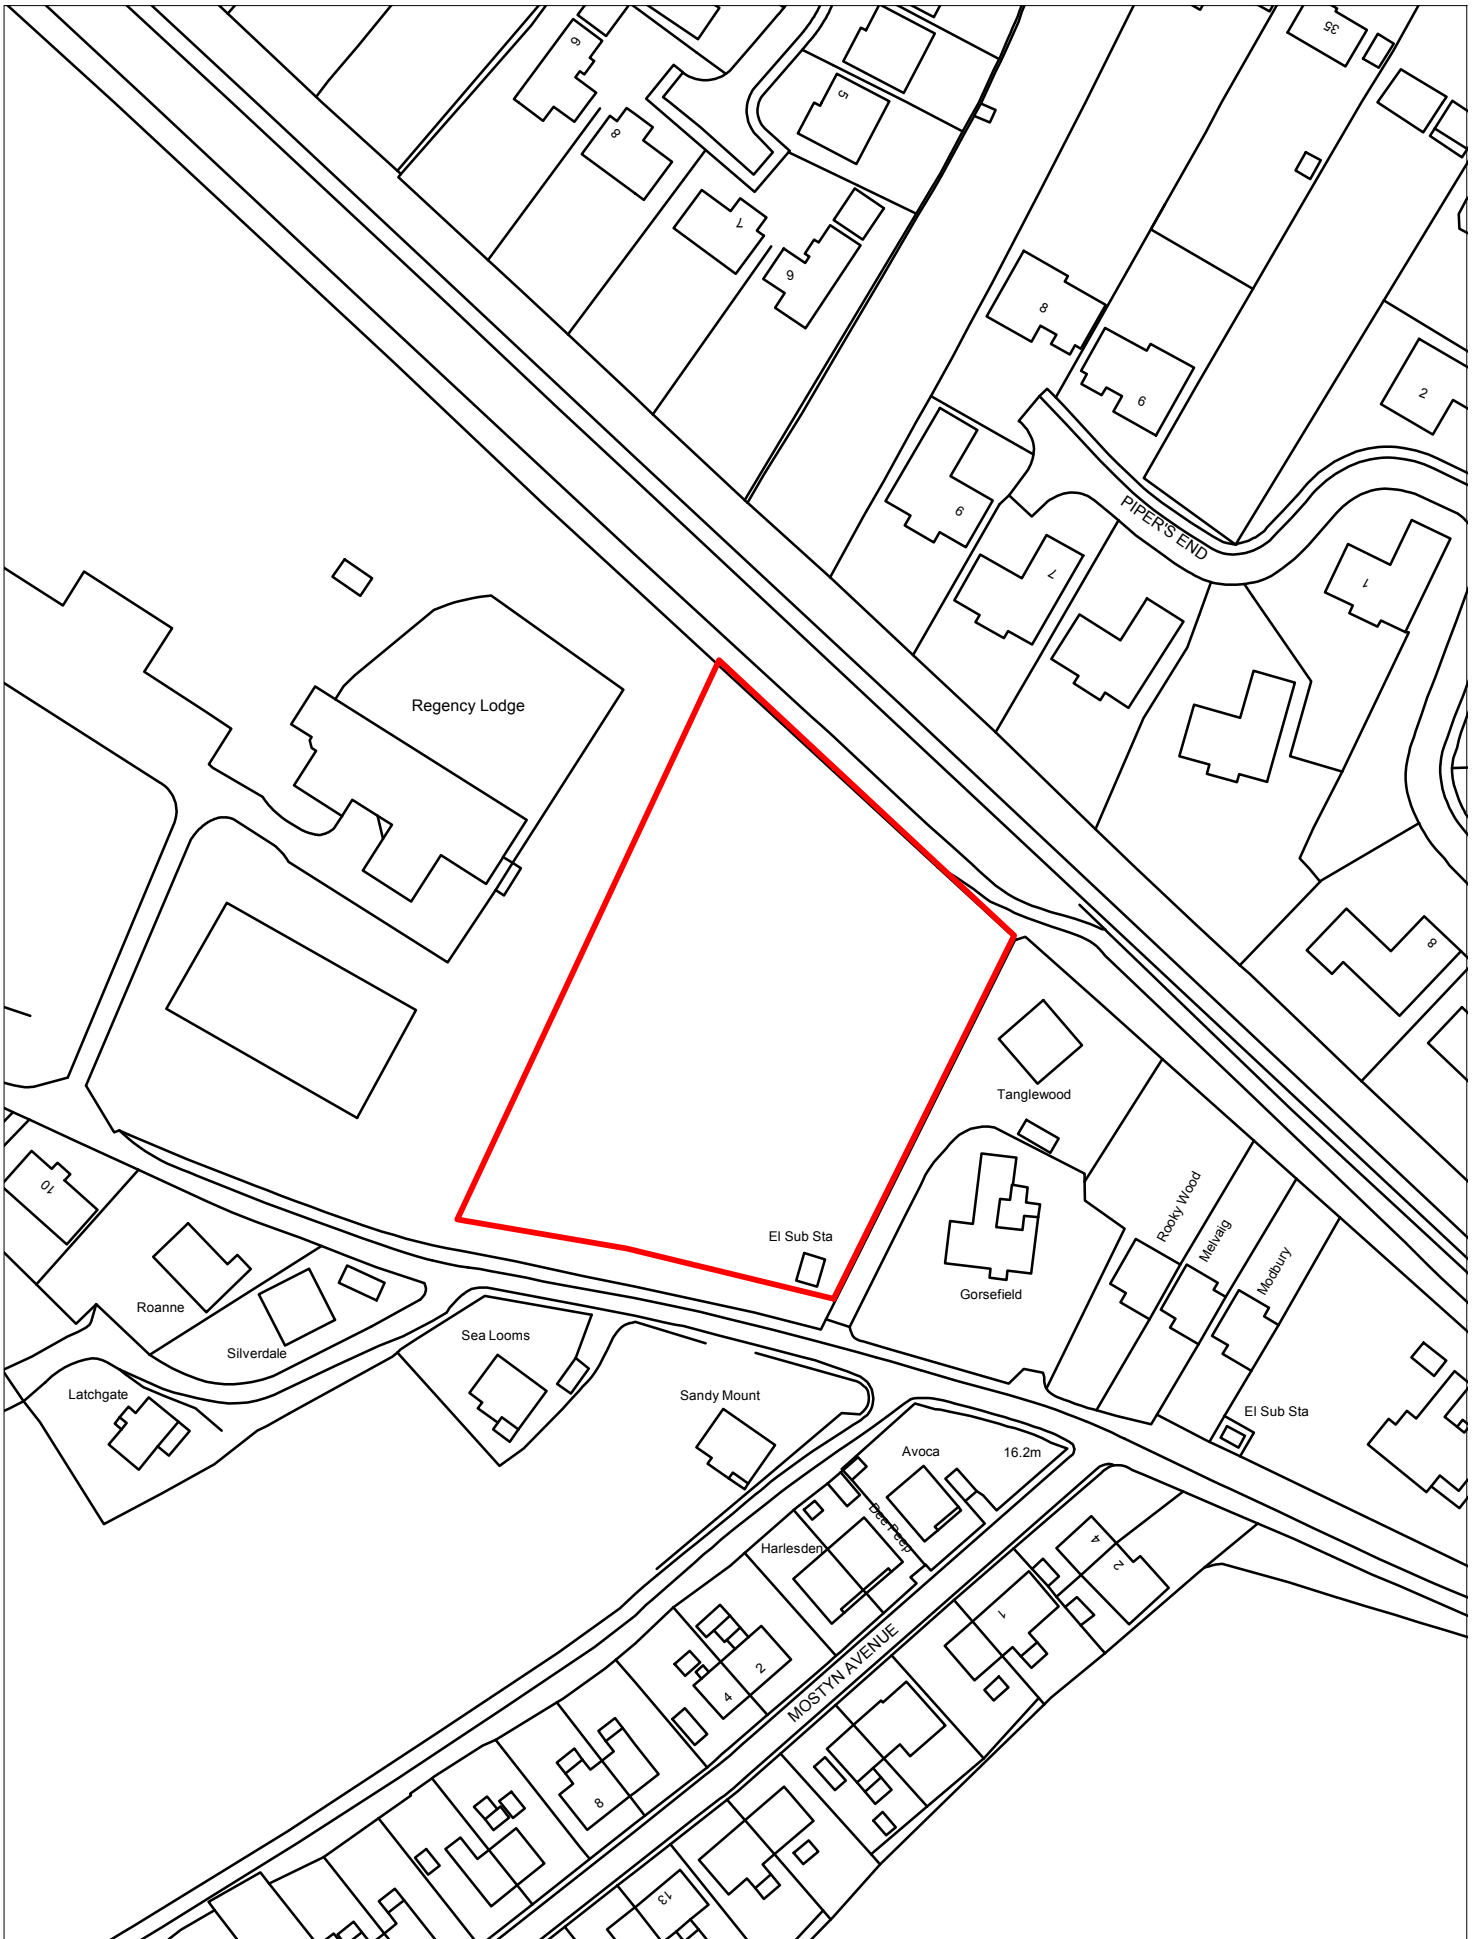 6
8
7
9
5
35
8
6
2
6
7
PIPER'S END
1
8
Regency Lodge
Tanglewood
Gorsefield
Rooky Wood
Melvaig
Modbury
El Sub Sta
El Sub Sta
10
Roanne
Silverdale
Latchgate
Sea Looms
Sandy Mount
Avoca
16.2m
Dee Peep
Harlesden
4
2
1
2
4
8
MOSTYN AVENUE
13